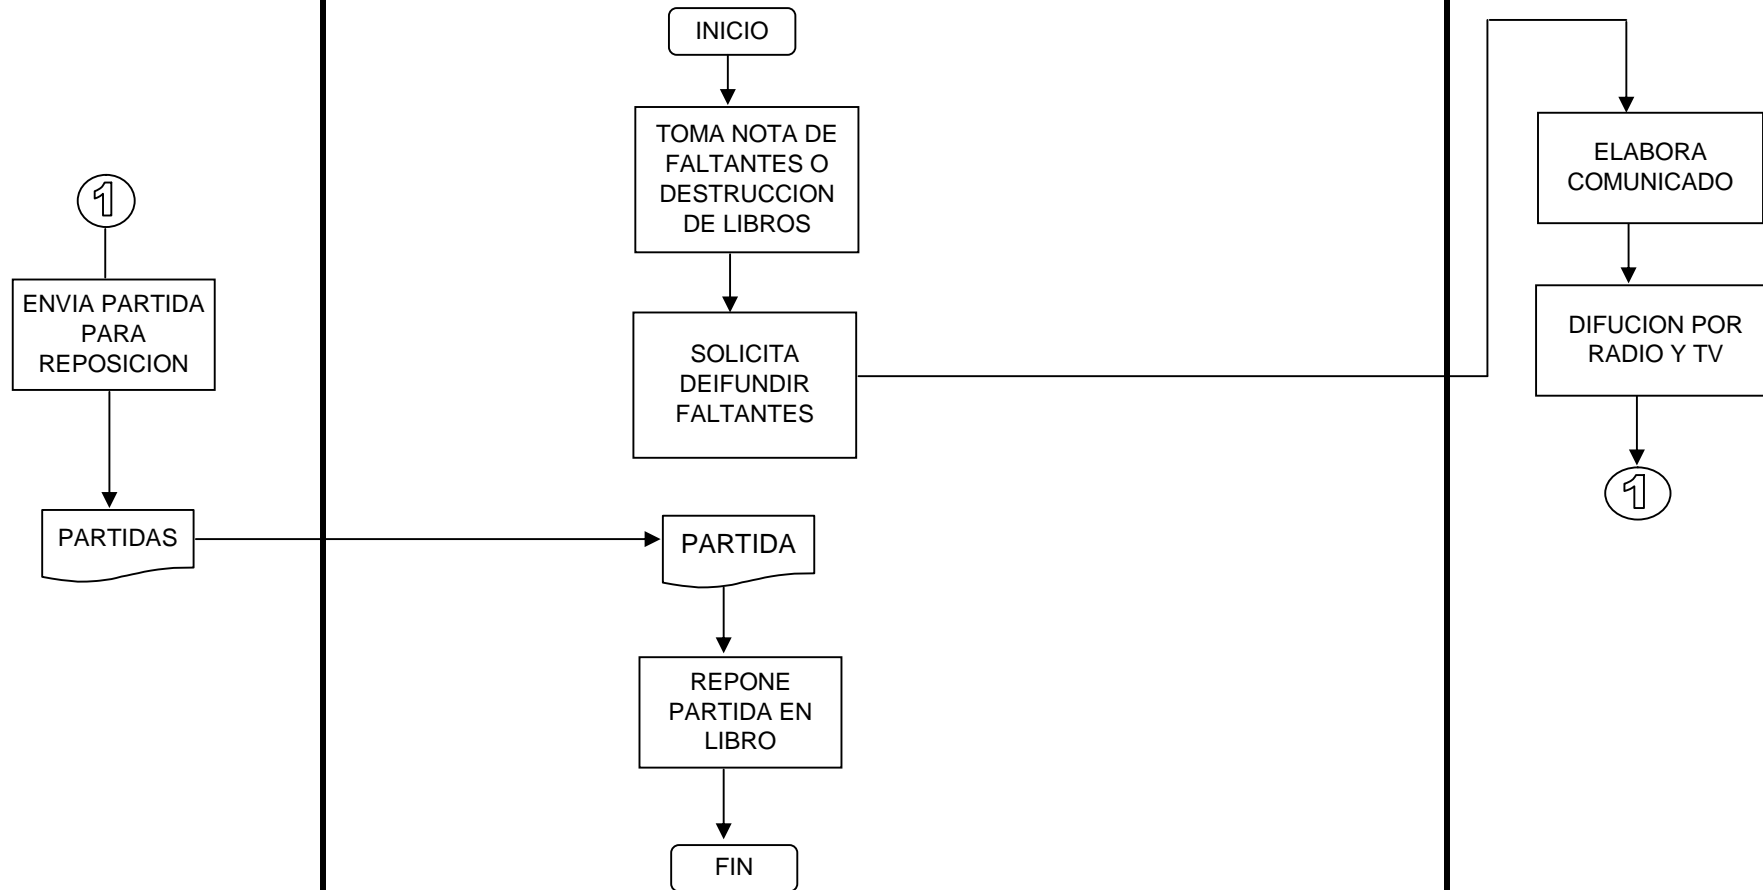 INICIO
TOMA NOTA DE
FALTANTES O
DESTRUCCION
DE LIBROS
SOLICITA
DEIFUNDIR
FALTANTES
ELABORA
COMUNICADO
DIFUCION POR
RADIO Y TV
1
1
ENVIA PARTIDA
PARA
REPOSICION
PARTIDAS
PARTIDA
REPONE
PARTIDA EN
LIBRO
FIN